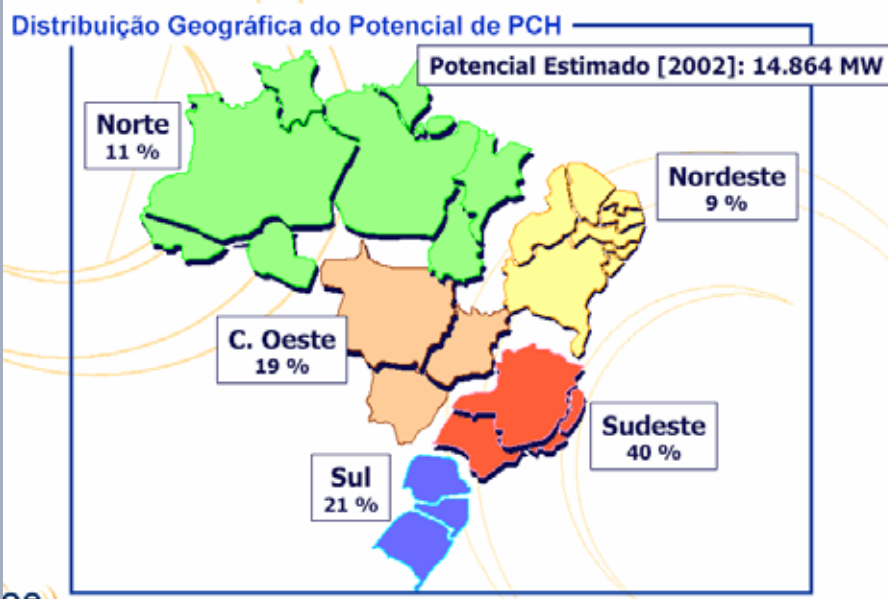 Distribuição Geográfica do Potencial de PCH
Potencial Estimado [2002]: 14.864 MW
Norte
11 %
Nordeste
9 %
C. Oeste
19 %
Sudeste
40 %
Sul
21 %